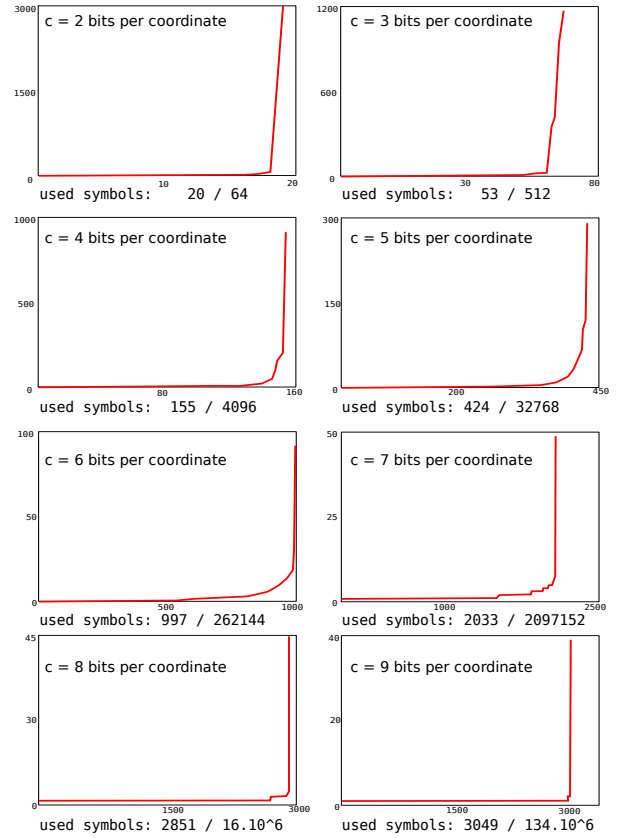 3000
c = 2 bits per coordinate
1500
0
10
20
used symbols: 20 / 64
1200
c = 3 bits per coordinate
600
0
30
80
used symbols: 53 / 512
1000
c = 4 bits per coordinate
500
0
80
160
used symbols: 155 / 4096
300
c = 5 bits per coordinate
150
0
200
450
used symbols: 424 / 32768
100
c = 6 bits per coordinate
50
0
500
1000
used symbols: 997 / 262144
50
c = 7 bits per coordinate
25
0
1000
2500
used symbols: 2033 / 2097152
45
c = 8 bits per coordinate
30
0
1500
3000
used symbols: 2851 / 16.10^6
40
c = 9 bits per coordinate
20
0
1500
3000
used symbols: 3049 / 134.10^6